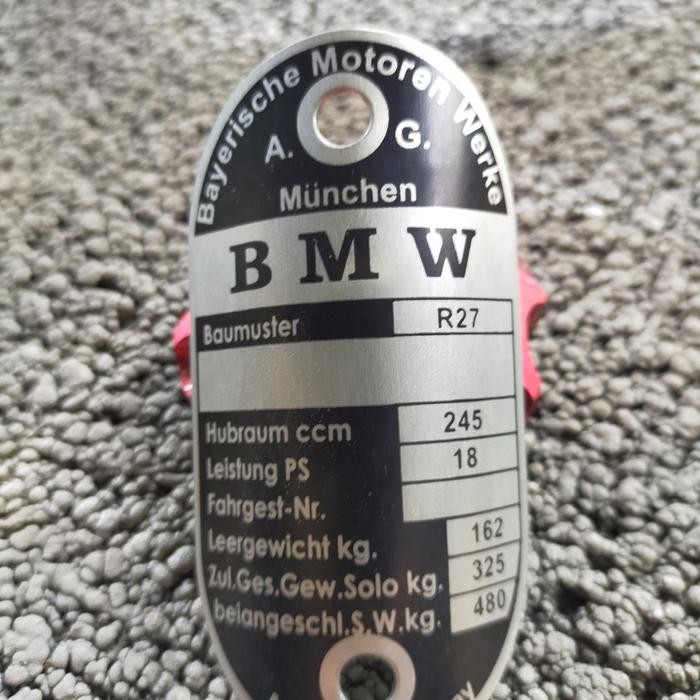 Bayerische Motoren Werke
A. G.
München
BMW
Baumuster R27
Hubraum ccm 245
Leistung PS 18
Fahrgest-Nr.
Leergewicht kg. 162
Zul.Ges.Gew.Solo kg. 325
beiangeschl.S.W.kg. 480